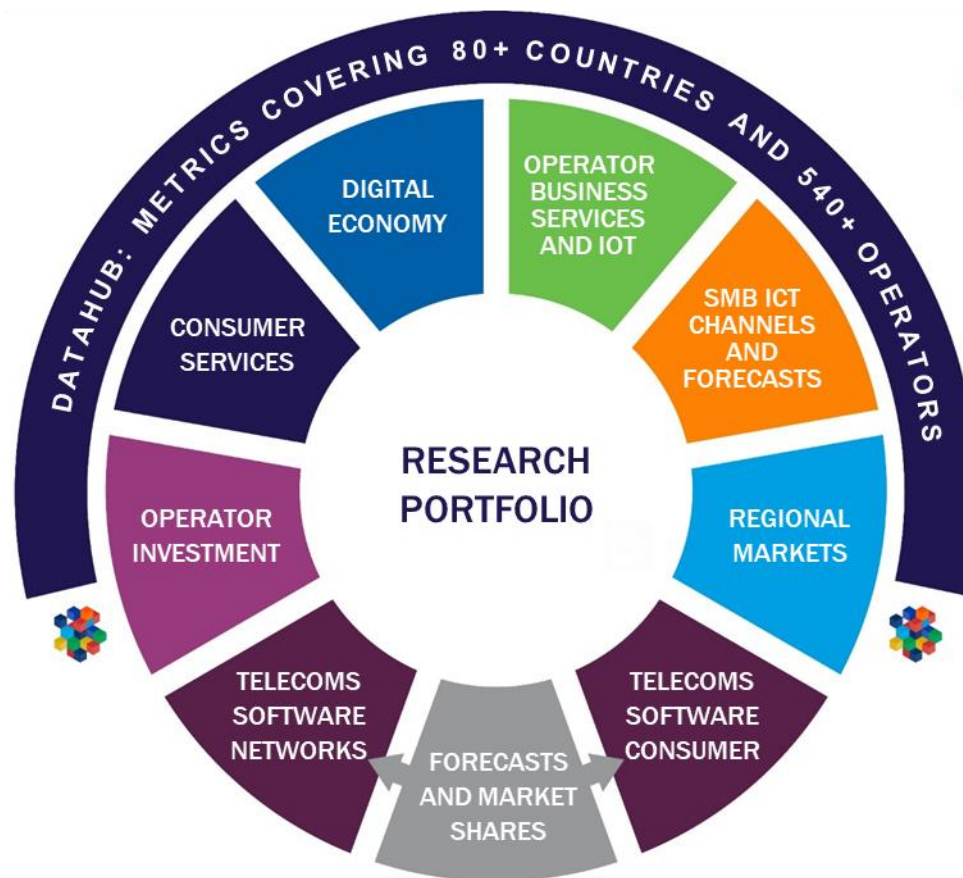 DATAHUB: METRICS COVERING 80+ COUNTRIES AND 540+ OPERATORS
DIGITAL
ECONOMY
OPERATOR
BUSINESS
SERVICES
AND IOT
CONSUMER
SERVICES
SMB ICT
CHANNELS
AND
FORECASTS
RESEARCH
PORTFOLIO
OPERATOR
INVESTMENT
REGIONAL
MARKETS
TELECOMS
SOFTWARE
NETWORKS
FORECASTS
AND MARKET
SHARES
TELECOMS
SOFTWARE
CONSUMER